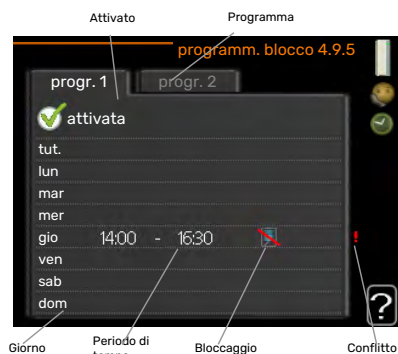 Attivato
Programma
programm. blocco 4.9.5
progr. 1
progr. 2
attivata
tut.
lun
mar
mer
gio 14:00 - 16:30 !
ven
sab
dom
?
Giorno
Periodo di
Bloccaggio
Conflitto